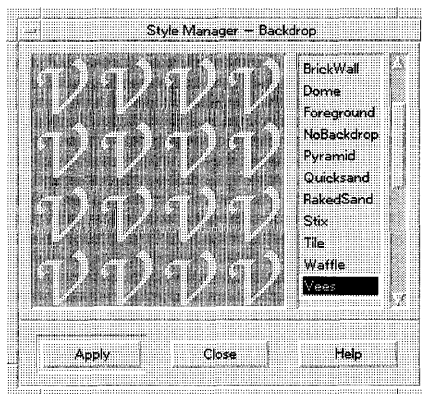 Style Manager – Backdrop
BrickWall
Dome
Foreground
NoBackdrop
Pyramid
Quicksand
RakedSand
Stix
Tile
Waffle
Vees
Apply
Close
Help